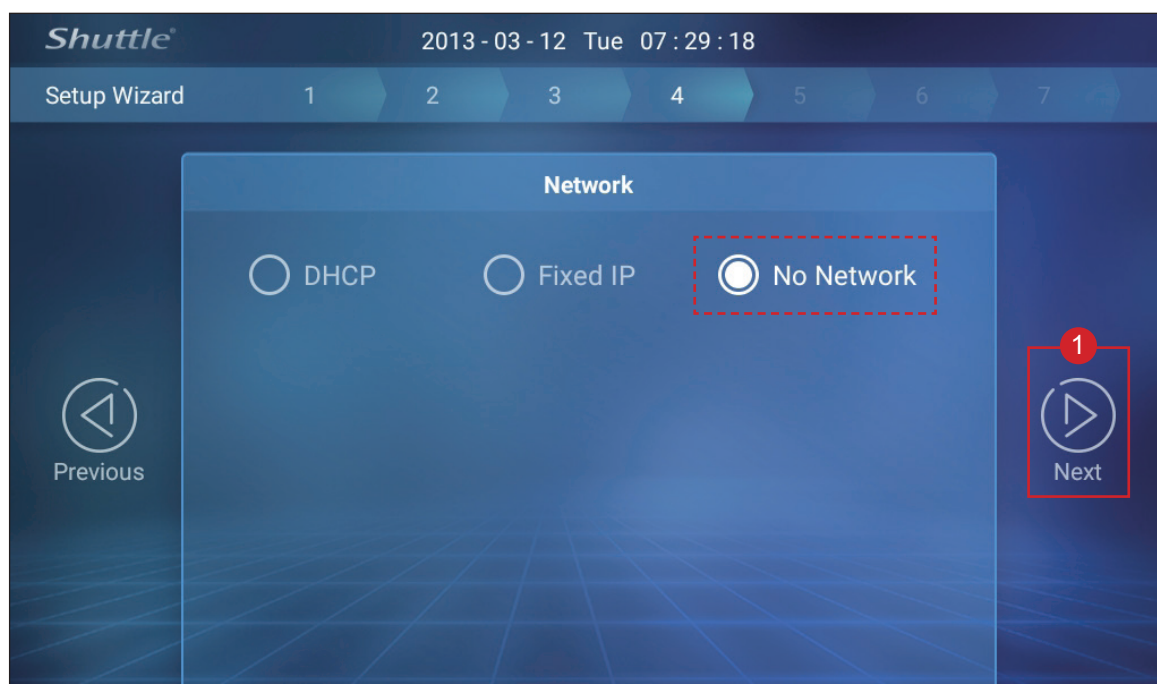 Shuttle® 2013 - 03 - 12 Tue 07 : 29 : 18
Setup Wizard 1 2 3 4 5 6 7
Network
DHCP Fixed IP No Network
1
Previous Next